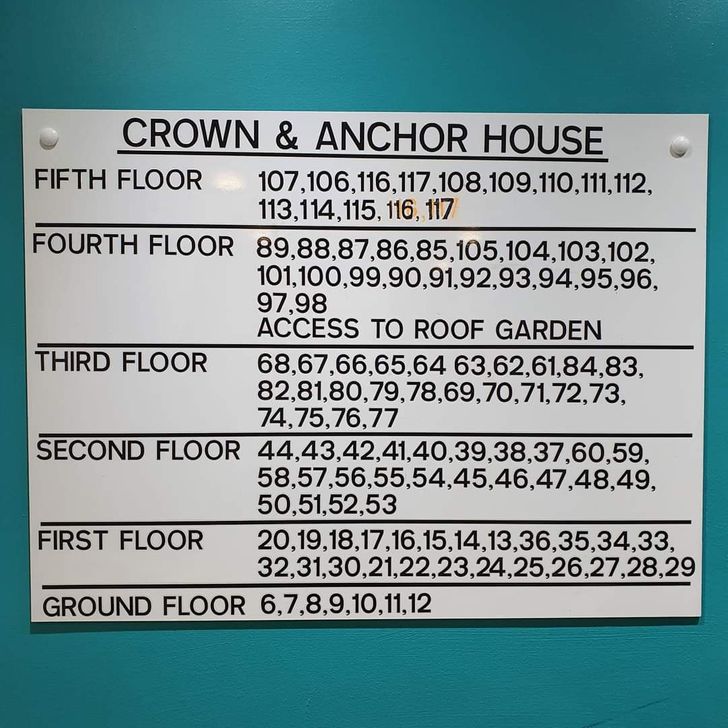 CROWN & ANCHOR HOUSE
FIFTH FLOOR 107,106,116,117,108,109,110,111,112,
113,114,115, 116, 117
FOURTH FLOOR 89,88,87,86,85,105,104,103,102,
101,100,99,90,91,92,93,94,95,96,
97,98
ACCESS TO ROOF GARDEN
THIRD FLOOR 68,67,66,65,64 63,62,61,84,83,
82,81,80,79,78,69,70,71,72,73,
74,75,76,77
SECOND FLOOR 44,43,42,41,40,39,38,37,60,59,
58,57,56,55,54,45,46,47,48,49,
50,51,52,53
FIRST FLOOR 20,19,18,17,16,15,14,13,36,35,34,33,
32,31,30,21,22,23,24,25,26,27,28,29
GROUND FLOOR 6,7,8,9,10,11,12